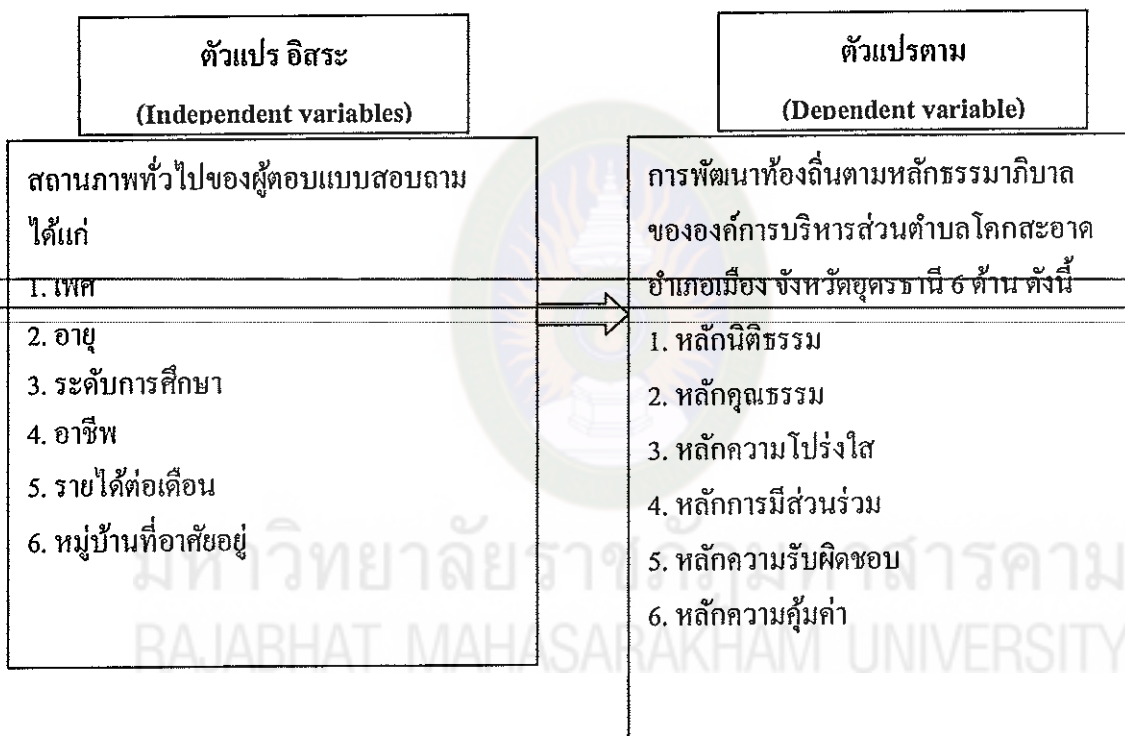 ตัวแปร อิสระ
(Independent variables)
สถานภาพทั่วไปของผู้ตอบแบบสอบถาม
ได้แก่
1. เพศ
2. อายุ
3. ระดับการศึกษา
4. อาชีพ
5. รายได้ต่อเดือน
6. หมู่บ้านที่อาศัยอยู่
ตัวแปรตาม
(Dependent variable)
การพัฒนาท้องถิ่นตามหลักธรรมาภิบาล
ขององค์การบริหารส่วนตำบลโคกสะอาด
อำเภอเมือง จังหวัดอุดรธานี 6 ด้าน ดังนี้
1. หลักนิติธรรม
2. หลักคุณธรรม
3. หลักความโปร่งใส
4. หลักการมีส่วนร่วม
5. หลักความรับผิดชอบ
6. หลักความคุ้มค่า
มหาวิทยาลัยราชภัฏมหาสารคาม
RAJABHAT MAHASARAKHAM UNIVERSITY